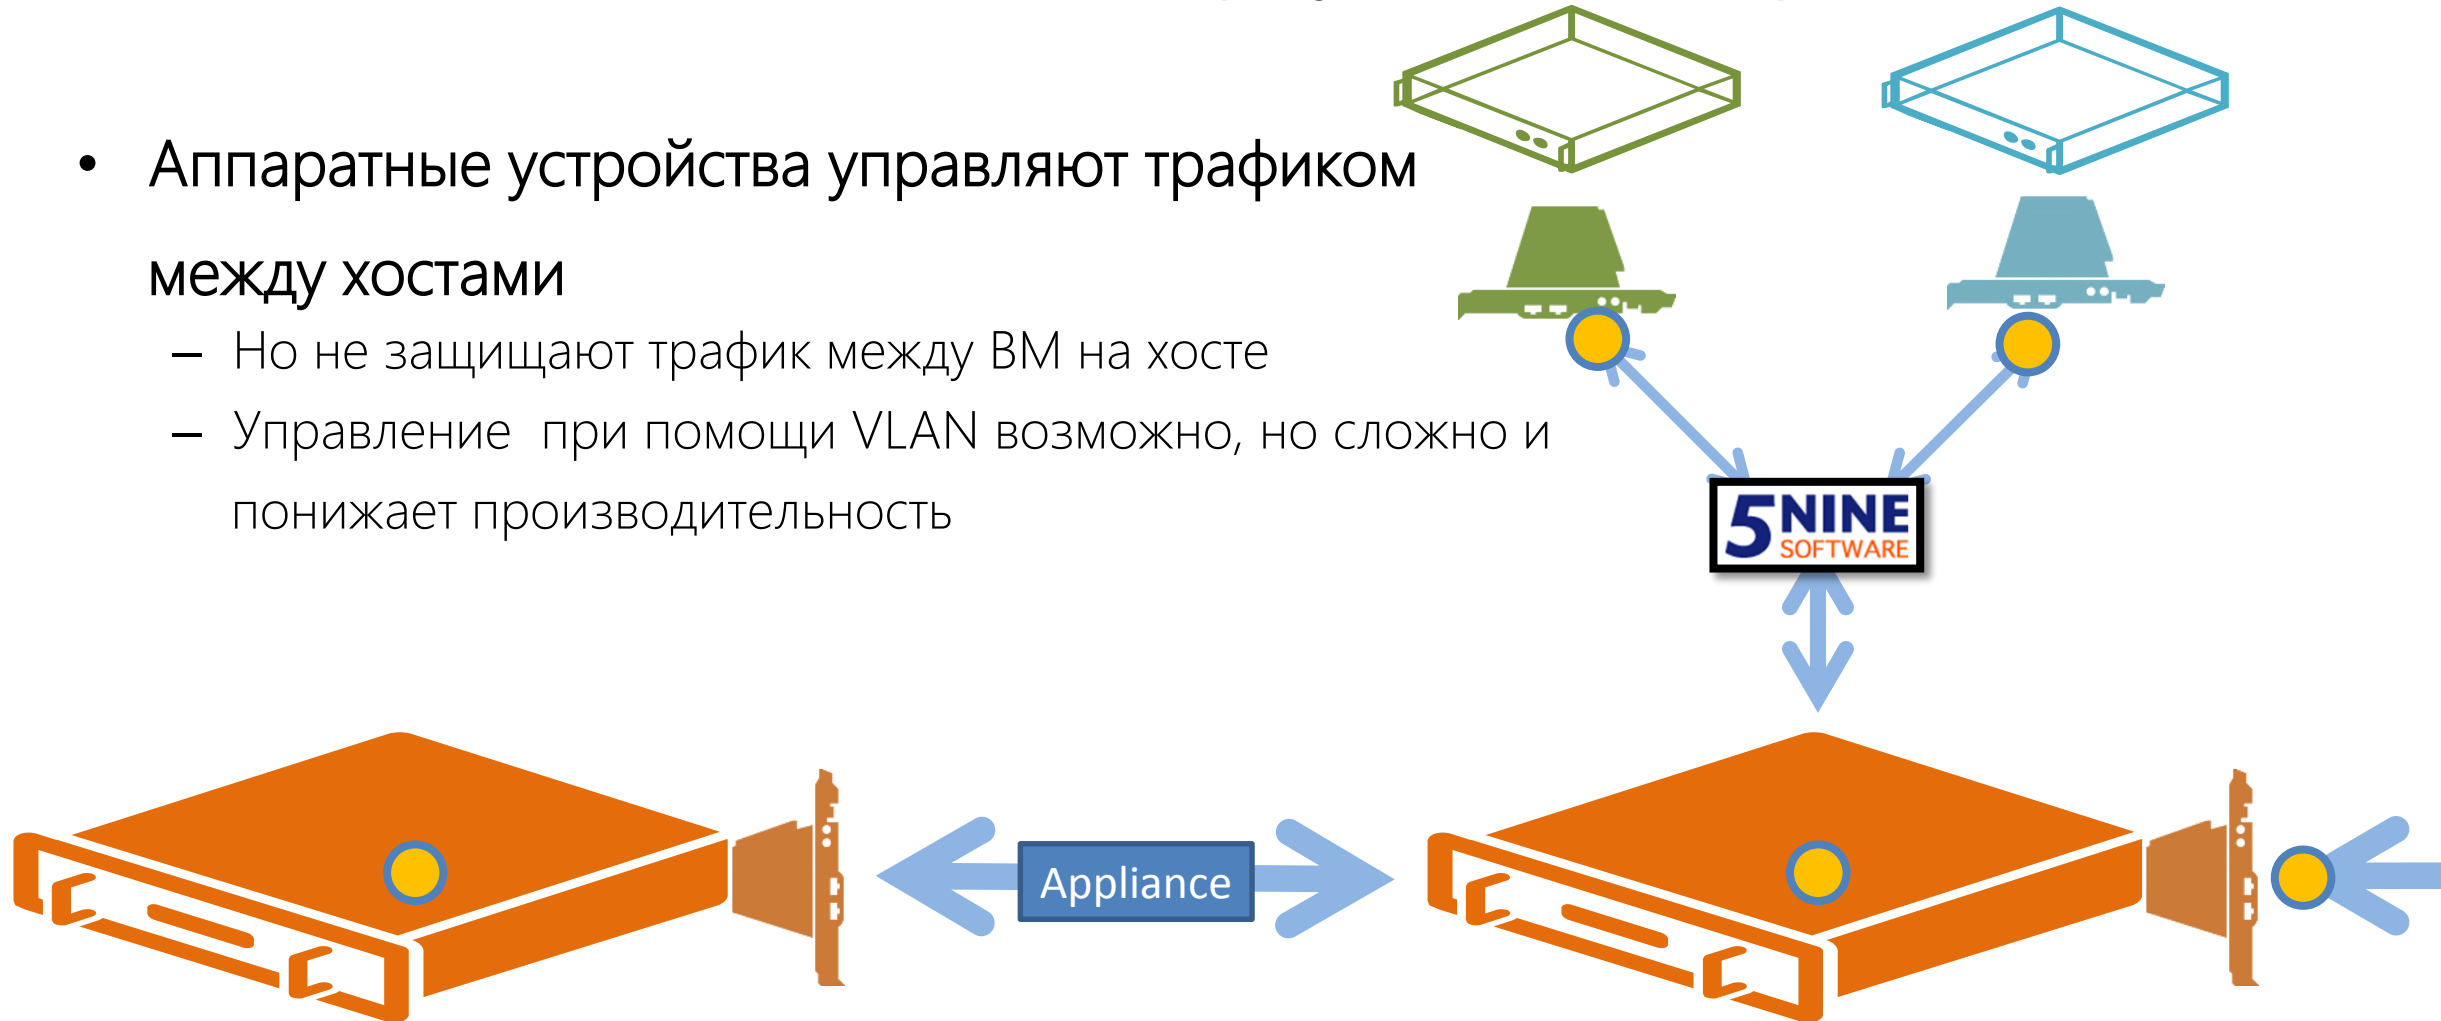 • Аппаратные устройства управляют трафиком
между хостами
– Но не защищают трафик между ВМ на хосте
– Управление  при помощи VLAN возможно, но сложно и
понижает производительность
5NINE
SOFTWARE
Appliance